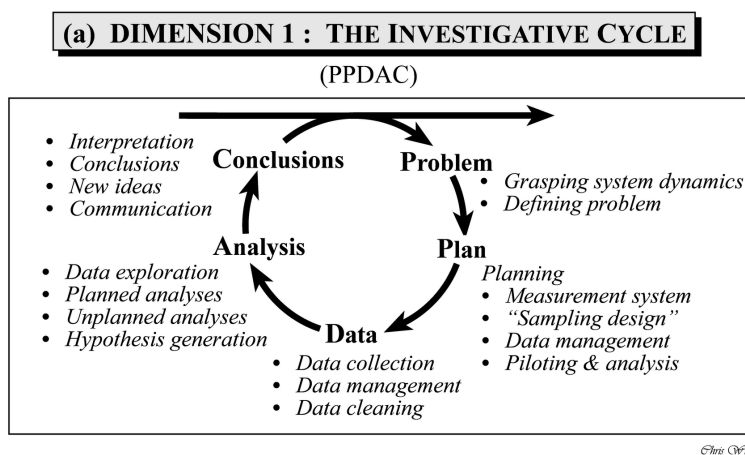 (a) DIMENSION 1 : THE INVESTIGATIVE CYCLE
(PPDAC)
• Interpretation
• Conclusions
• New ideas
• Communication
Conclusions
Problem
• Grasping system dynamics
• Defining problem
Analysis
Plan
• Data exploration
• Planned analyses
• Unplanned analyses
• Hypothesis generation
Planning
• Measurement system
• “Sampling design”
• Data management
• Piloting & analysis
Data
• Data collection
• Data management
• Data cleaning
Chris